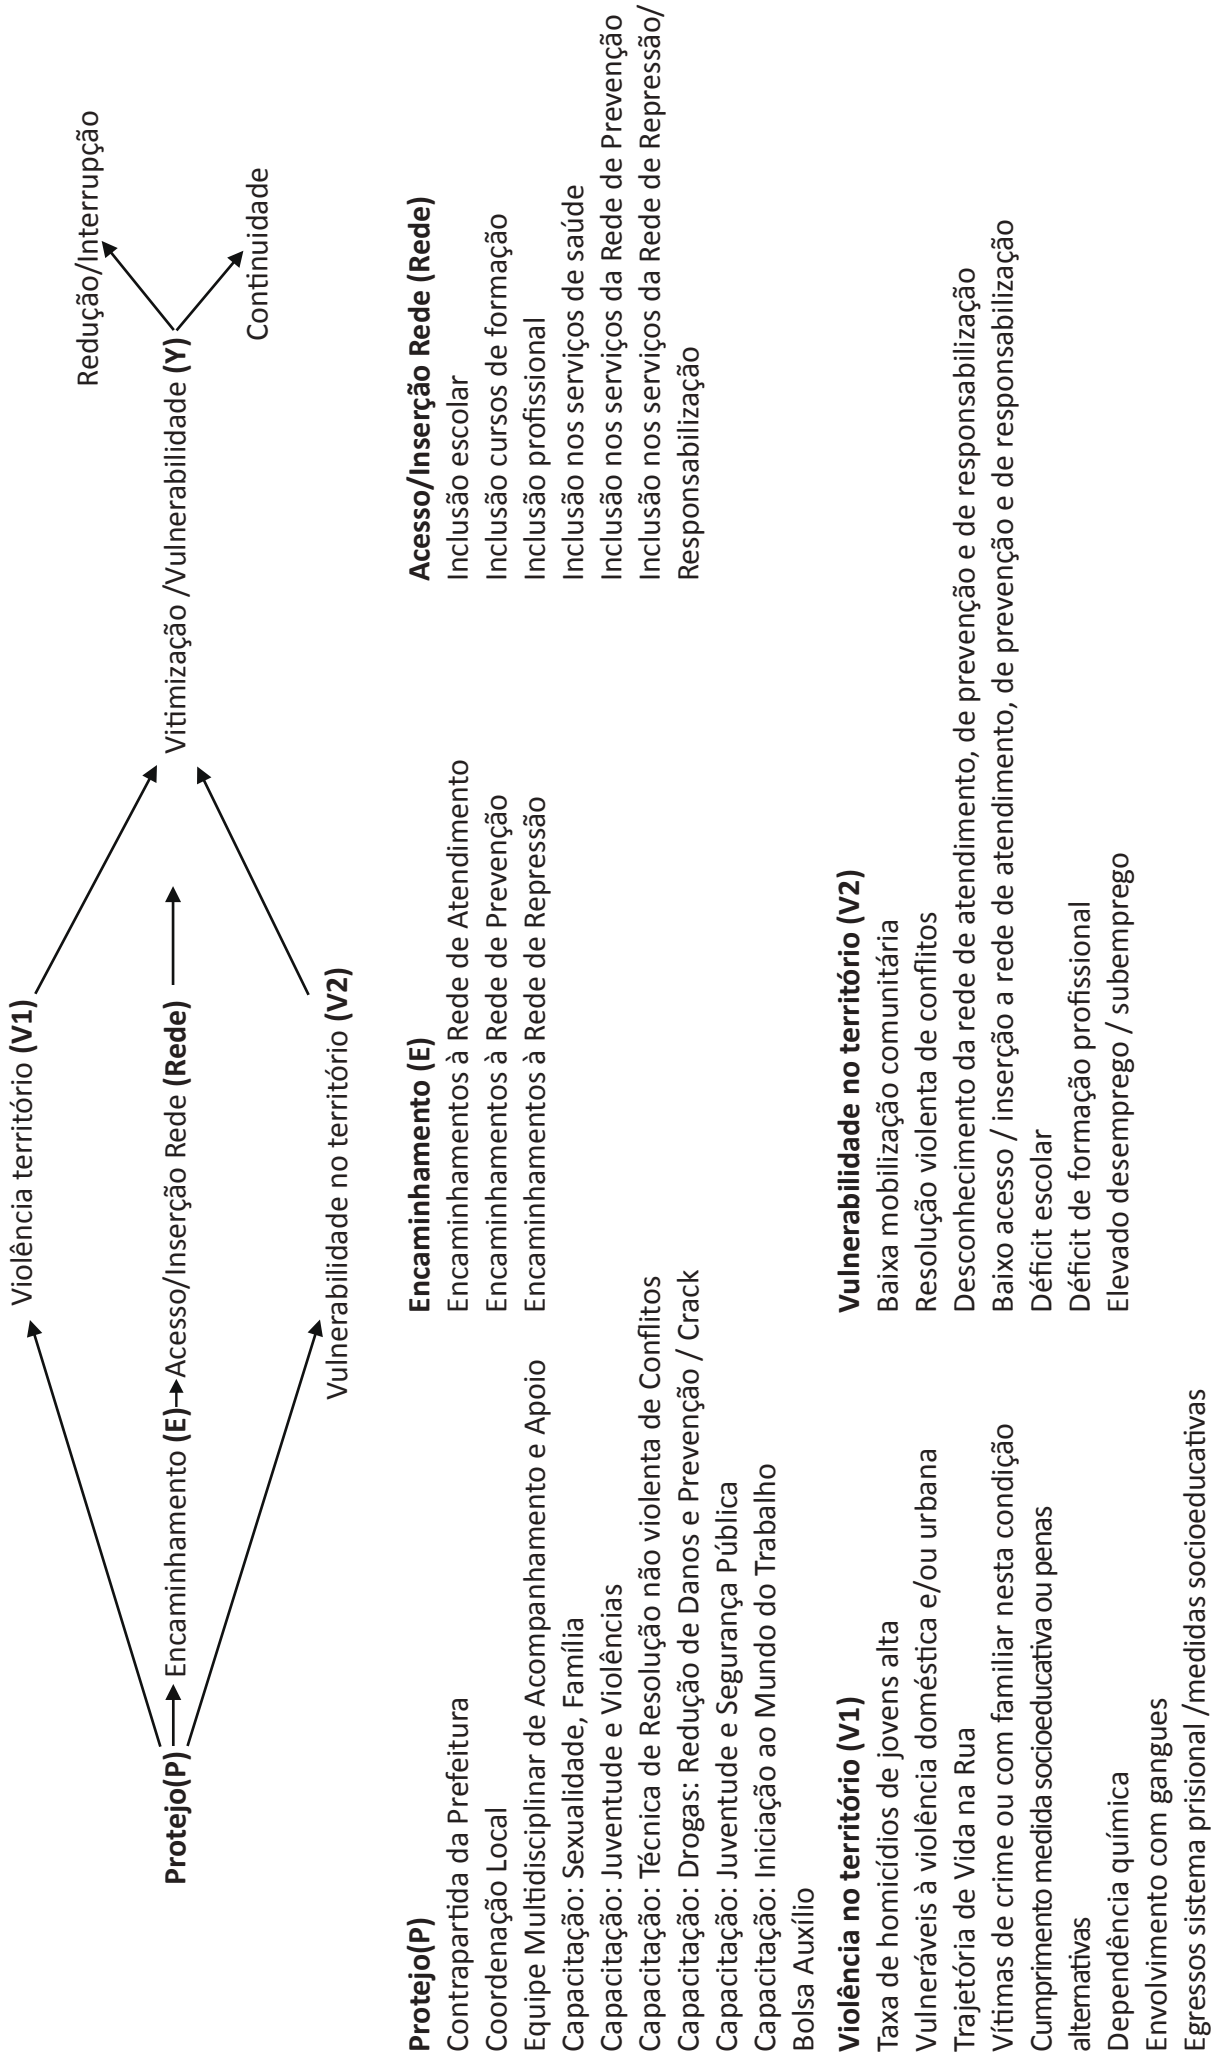 Violência território (V1)
Redução/Interrupção
Protejo(P)
Encaminhamento (E)
Acesso/Inserção Rede (Rede)
Vitimização /Vulnerabilidade (Y)
Continuidade
Vulnerabilidade no território (V2)
Protejo(P)
Contrapartida da Prefeitura
Coordenação Local
Equipe Multidisciplinar de Acompanhamento e Apoio
Capacitação: Sexualidade, Família
Capacitação: Juventude e Violências
Capacitação: Técnica de Resolução não violenta de Conflitos
Capacitação: Drogas: Redução de Danos e Prevenção / Crack
Capacitação: Juventude e Segurança Pública
Capacitação: Iniciação ao Mundo do Trabalho
Bolsa Auxílio
Encaminhamento (E)
Encaminhamentos à Rede de Atendimento
Encaminhamentos à Rede de Prevenção
Encaminhamentos à Rede de Repressão
Acesso/Inserção Rede (Rede)
Inclusão escolar
Inclusão cursos de formação
Inclusão profissional
Inclusão nos serviços de saúde
Inclusão nos serviços da Rede de Prevenção
Inclusão nos serviços da Rede de Repressão/
Responsabilização
Violência no território (V1)
Taxa de homicídios de jovens alta
Vulneráveis à violência doméstica e/ou urbana
Trajetória de Vida na Rua
Vítimas de crime ou com familiar nesta condição
Cumprimento medida socioeducativa ou penas
alternativas
Dependência química
Envolvimento com gangues
Egressos sistema prisional /medidas socioeducativas
Vulnerabilidade no território (V2)
Baixa mobilização comunitária
Resolução violenta de conflitos
Desconhecimento da rede de atendimento, de prevenção e de responsabilização
Baixo acesso / inserção a rede de atendimento, de prevenção e de responsabilização
Déficit escolar
Déficit de formação profissional
Elevado desemprego / subemprego